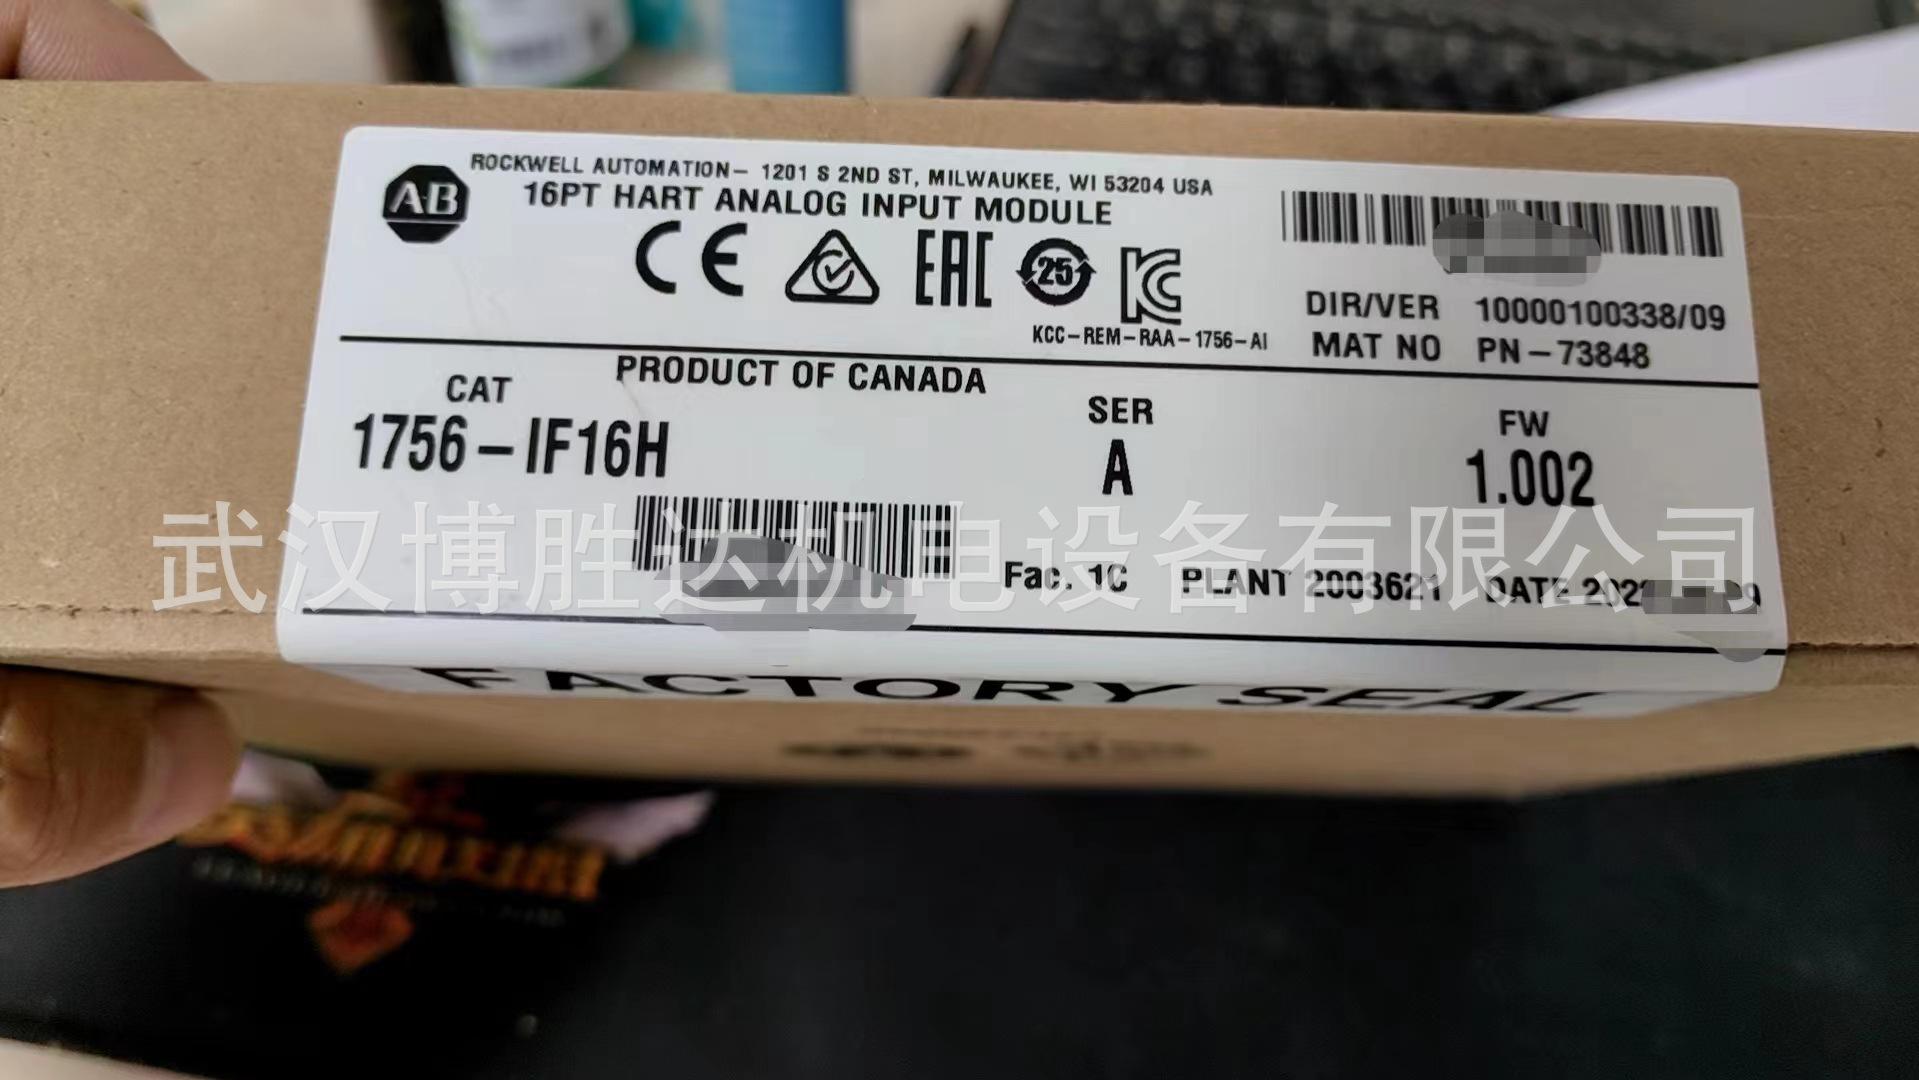 ROCKWELL AUTOMATION- 1201 S 2ND ST, MILWAUKEE, WI 53204 USA
A-B
16PT HART ANALOG INPUT MODULE
CE
EAC
25
KC
KCC-REM-RAA-1756-AI
DIR/VER 10000100338/09
MAT NO PN-73848
PRODUCT OF CANADA
CAT
1756-IF16H
SER
A
FW
1.002
武汉博胜达机电设备有限公司
Fac. 1C PLANT 2003621 DATE
FACTORY SEAL